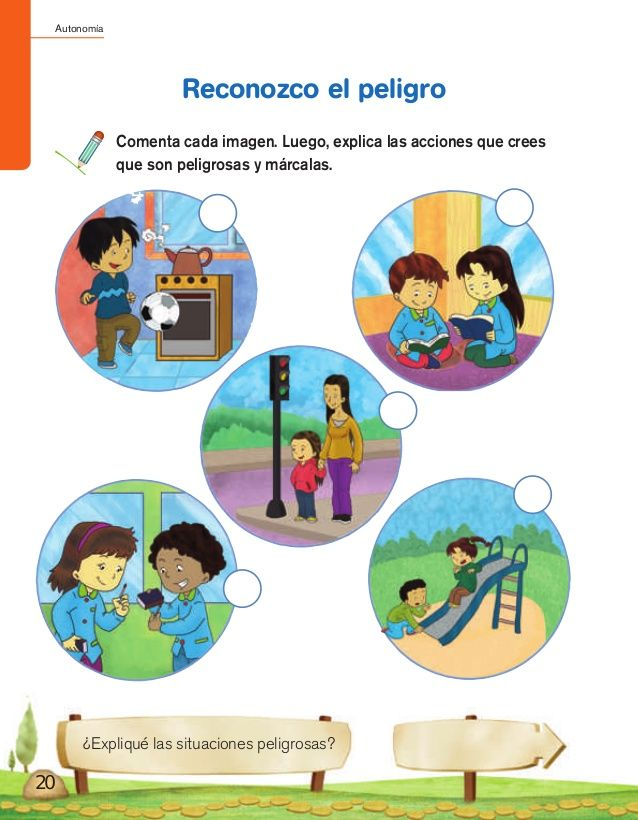 Autonomía
Reconozco el peligro
Comenta cada imagen. Luego, explica las acciones que crees
que son peligrosas y márcalas.
¿Expliqué las situaciones peligrosas?
20